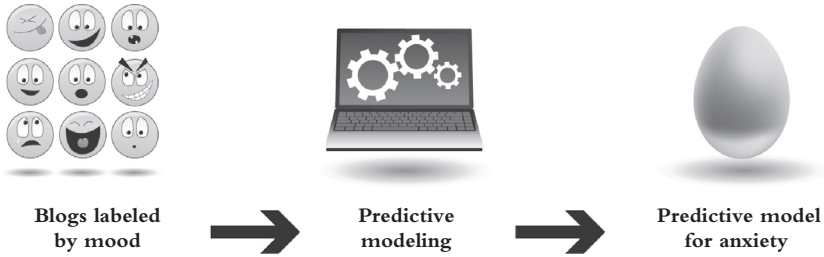 Blogs labeled
by mood
Predictive
modeling
Predictive model
for anxiety